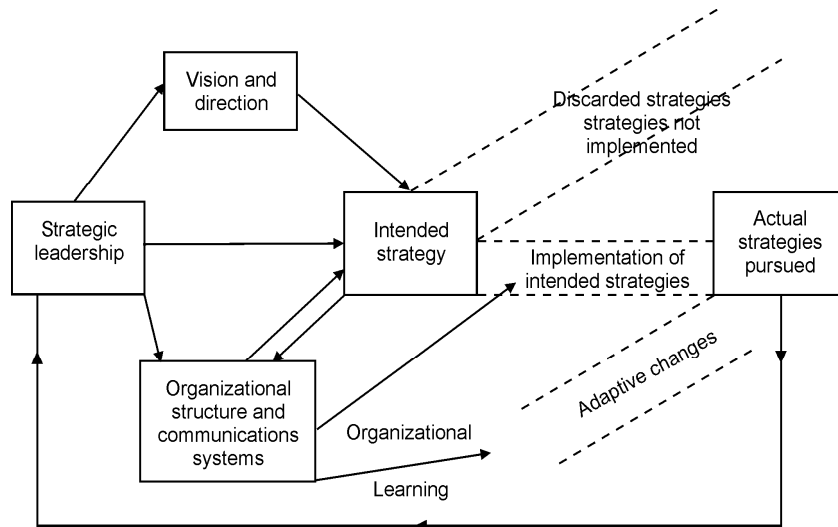 Vision and
direction
Discarded strategies
strategies not
implemented
Strategic
leadership
Intended
strategy
Actual
strategies
pursued
Implementation of
intended strategies
Adaptive changes
Organizational
structure and
communications
systems
Organizational
Learning